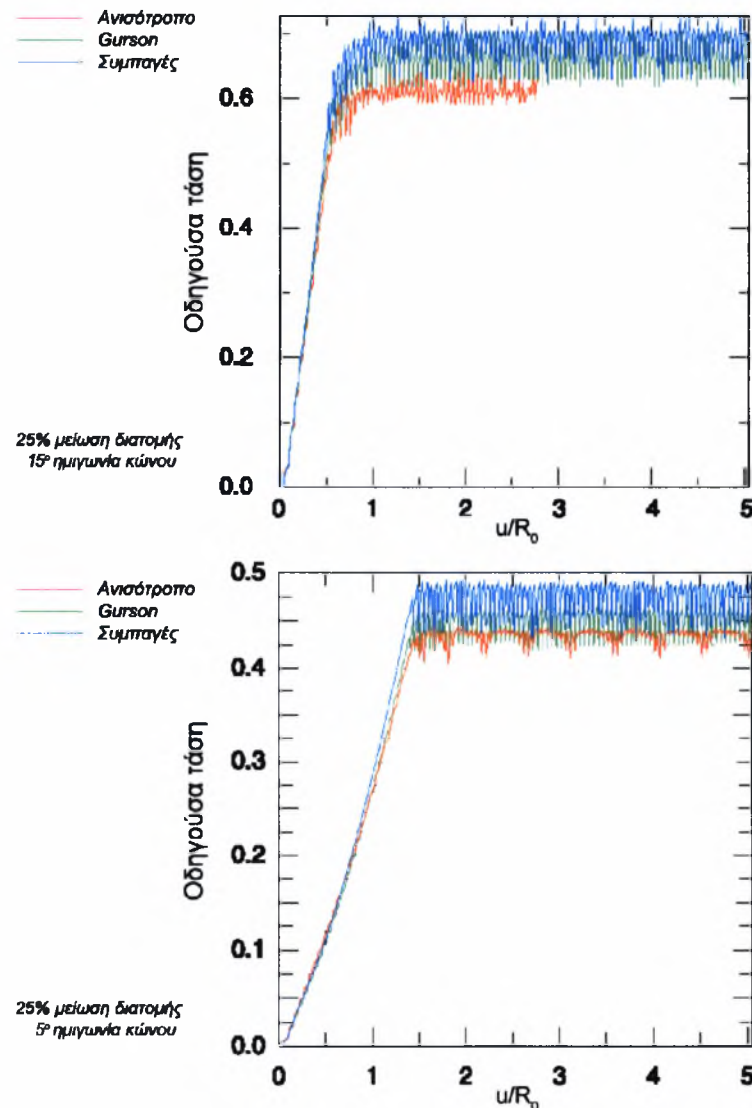 Ανισότροπο
Gurson
Συμπαγές
Οδηγούσα τάση
0.6
0.4
0.2
0.0
25% μείωση διατομής
15° ημιγωνία κώνου
0 1 2 3 4 5
u/R₀
Ανισότροπο
Gurson
Συμπαγές
Οδηγούσα τάση
0.5
0.4
0.3
0.2
0.1
0.0
25% μείωση διατομής
5° ημιγωνία κώνου
0 1 2 3 4 5
u/R₀